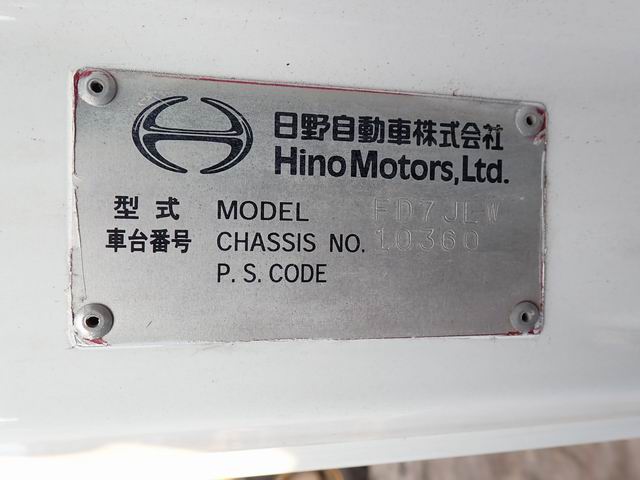 日野自動車株式会社
Hino Motors, Ltd.
型式 MODEL FD7JLW
車台番号 CHASSIS NO. 10360
P. S. CODE